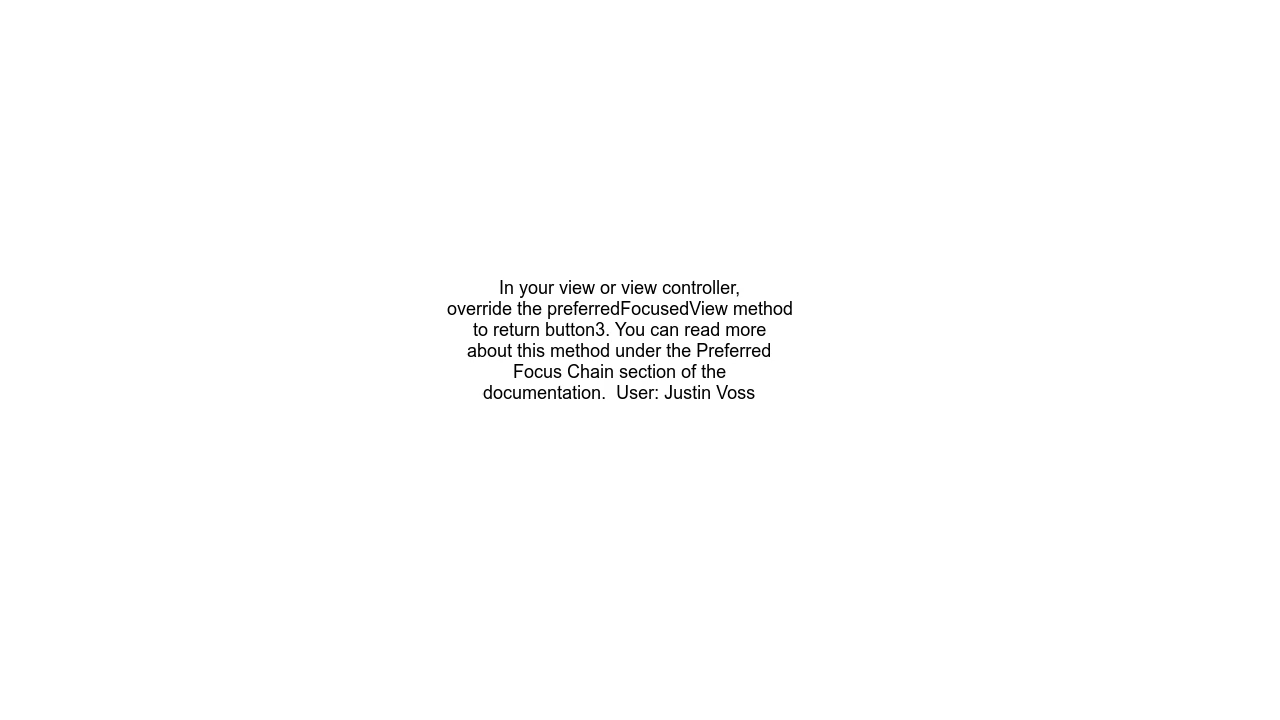 In your view or view controller,
override the preferredFocusedView method
to return button3. You can read more
about this method under the Preferred
Focus Chain section of the
documentation.  User: Justin Voss